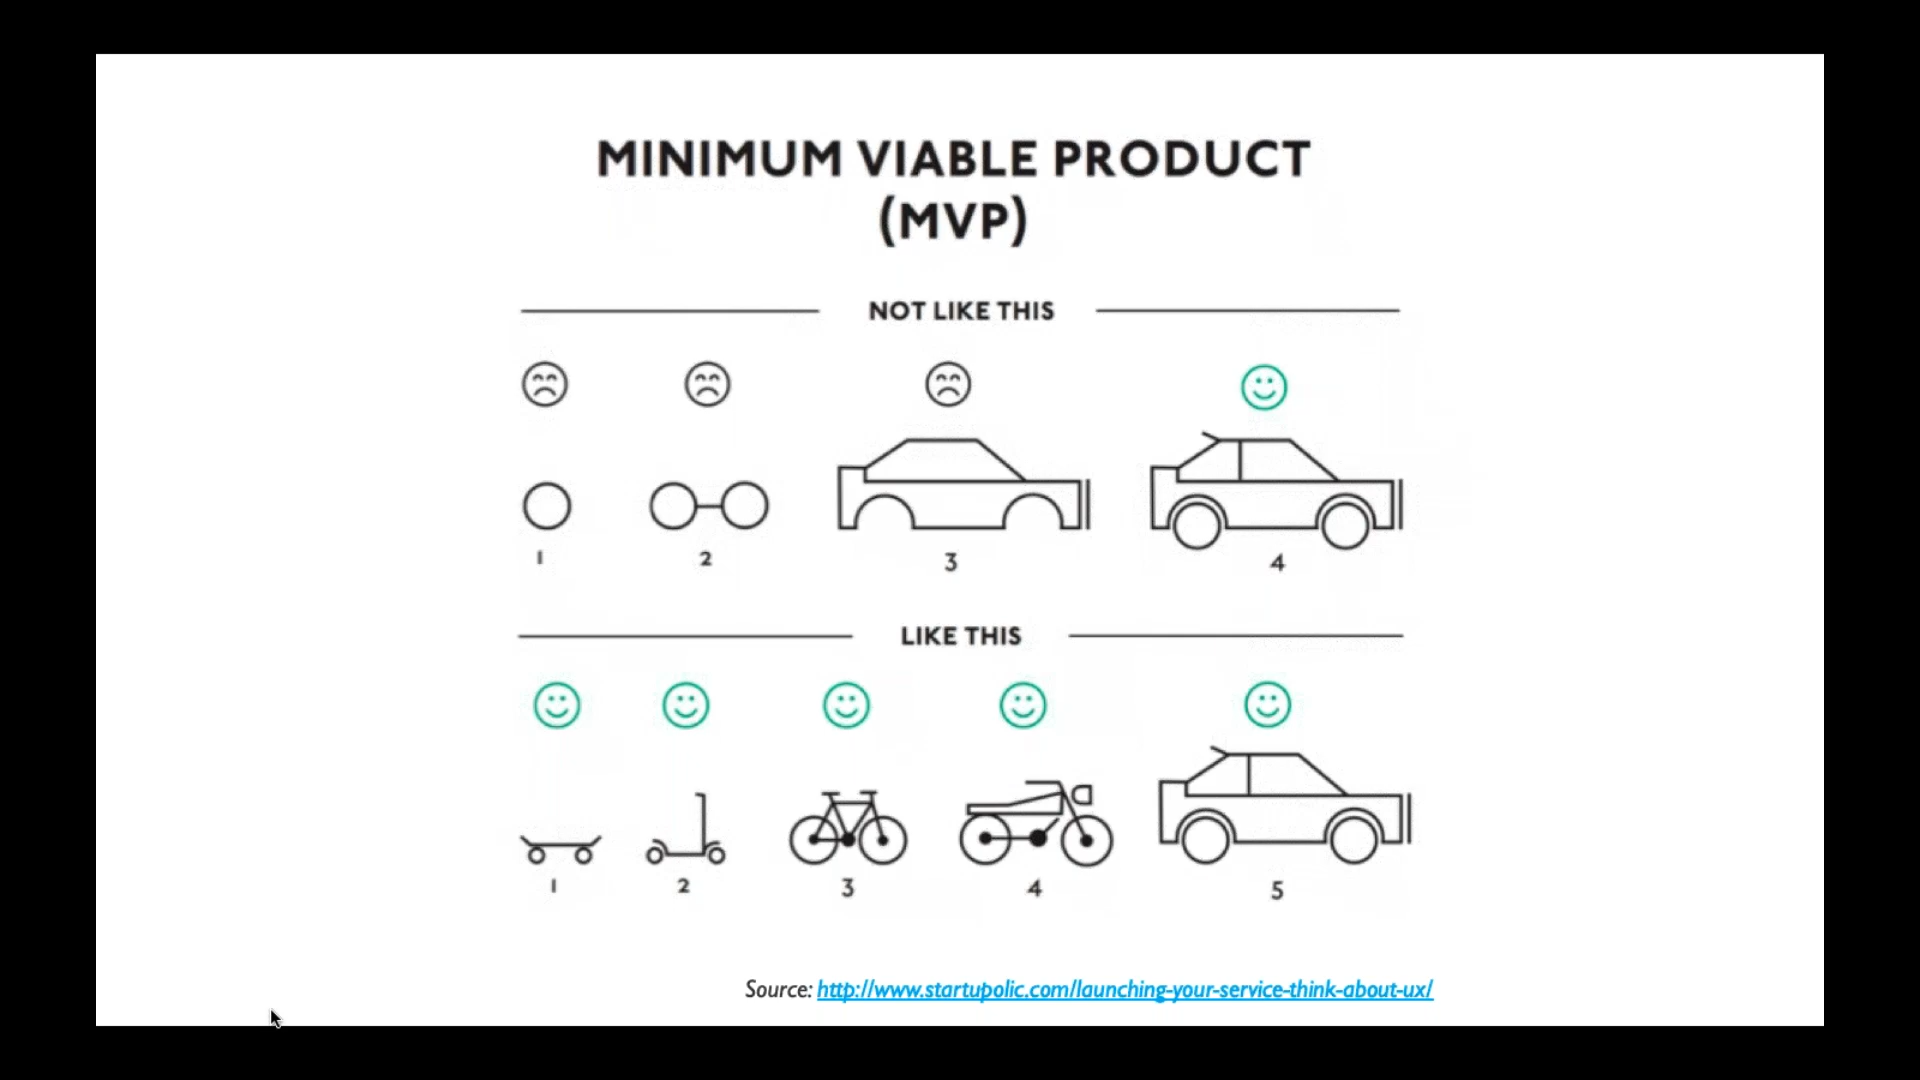 MINIMUM VIABLE PRODUCT
(MVP)
NOT LIKE THIS
1 2 3 4
LIKE THIS
1 2 3 4 5
Source: http://www.startupolic.com/launching-your-service-think-about-ux/